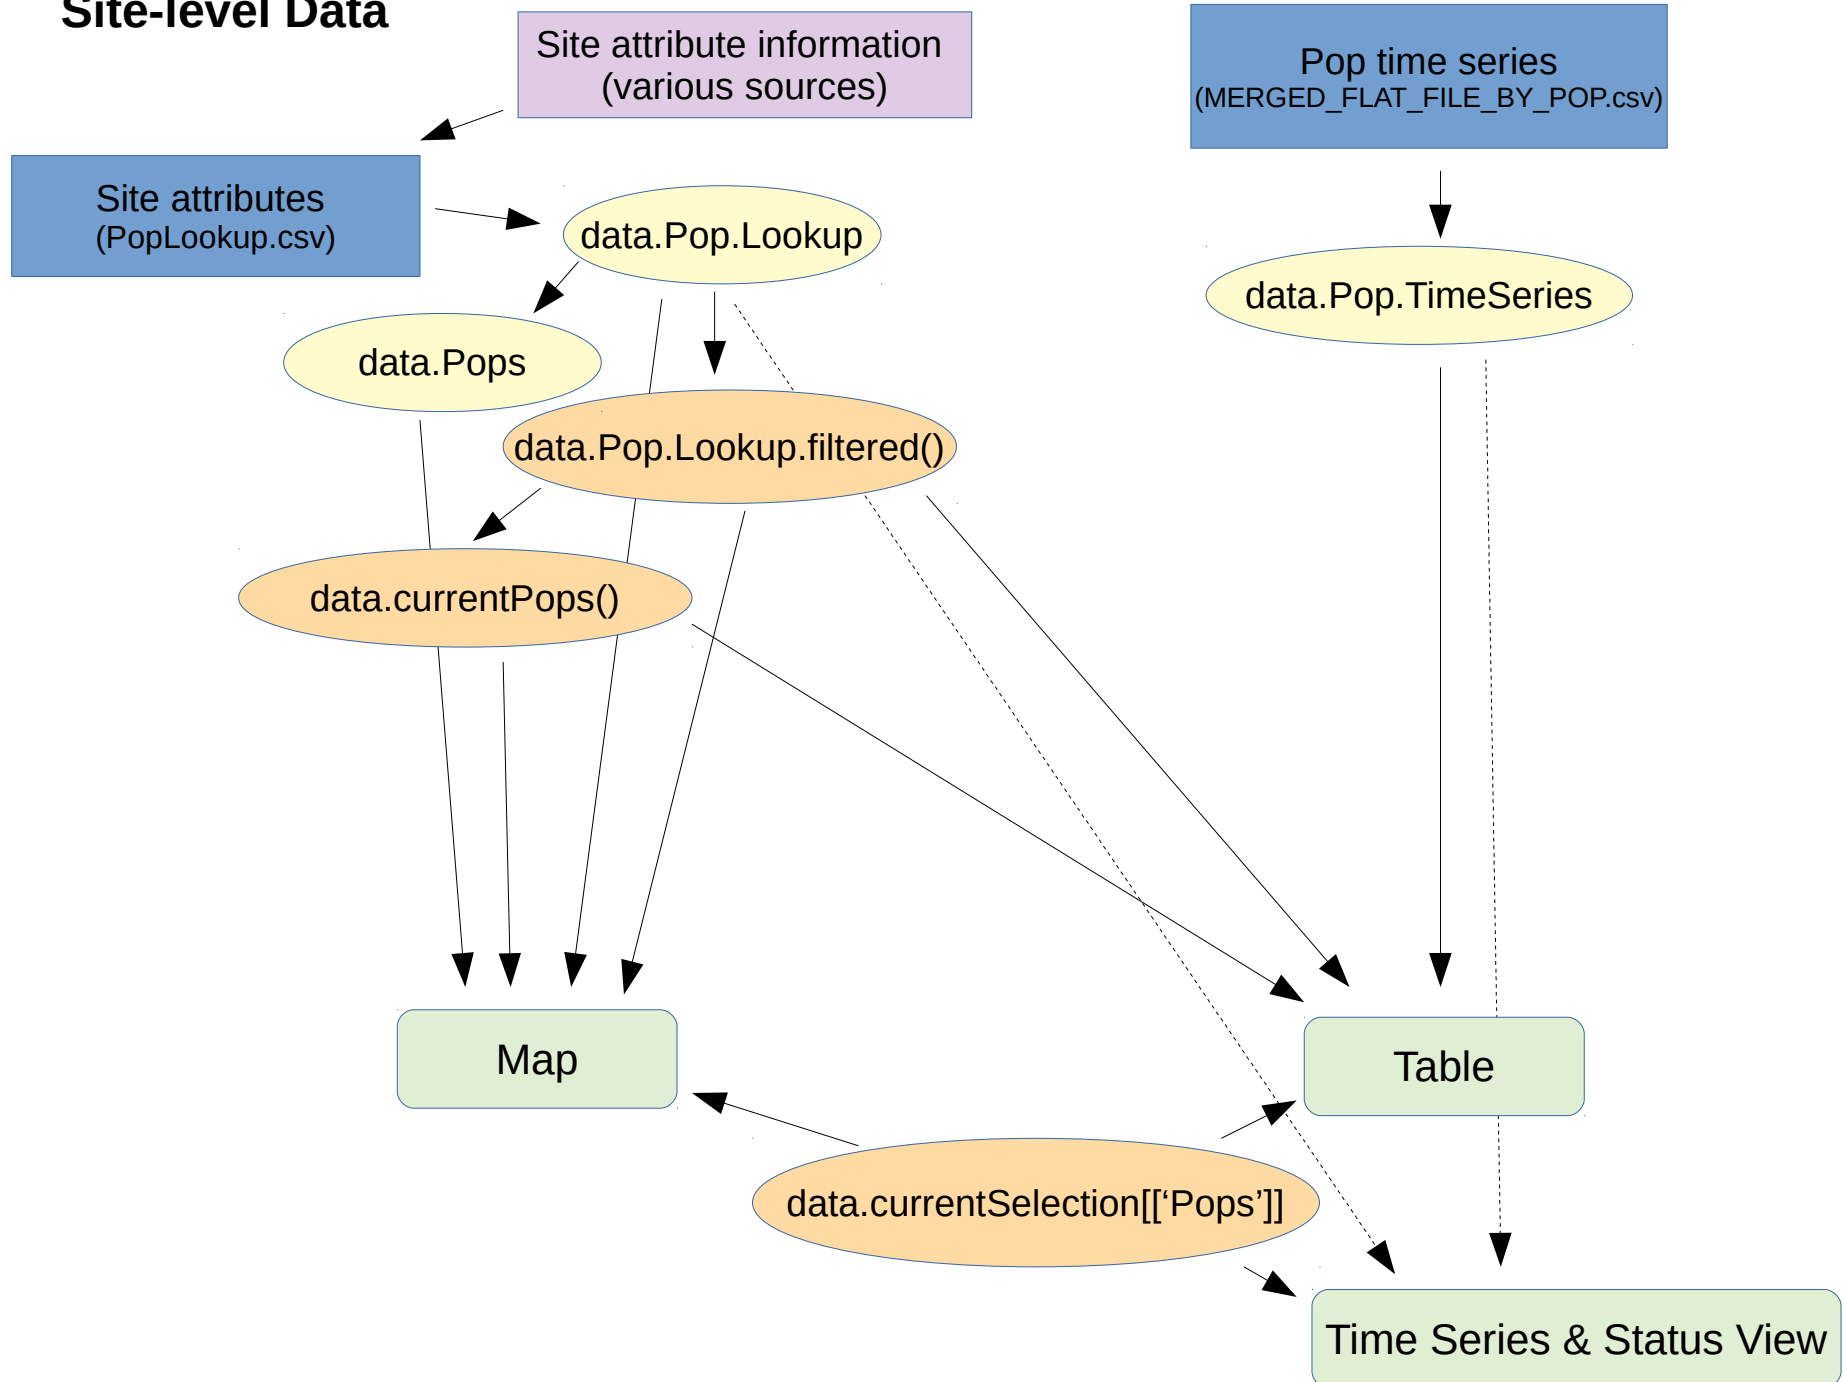 Site-level Data
Site attribute information
(various sources)
Pop time series
(MERGED_FLAT_FILE_BY_POP.csv)
Site attributes
(PopLookup.csv)
data.Pop.Lookup
data.Pop.TimeSeries
data.Pops
data.Pop.Lookup.filtered()
data.currentPops()
Map
Table
data.currentSelection[[‘Pops’]]
Time Series & Status View